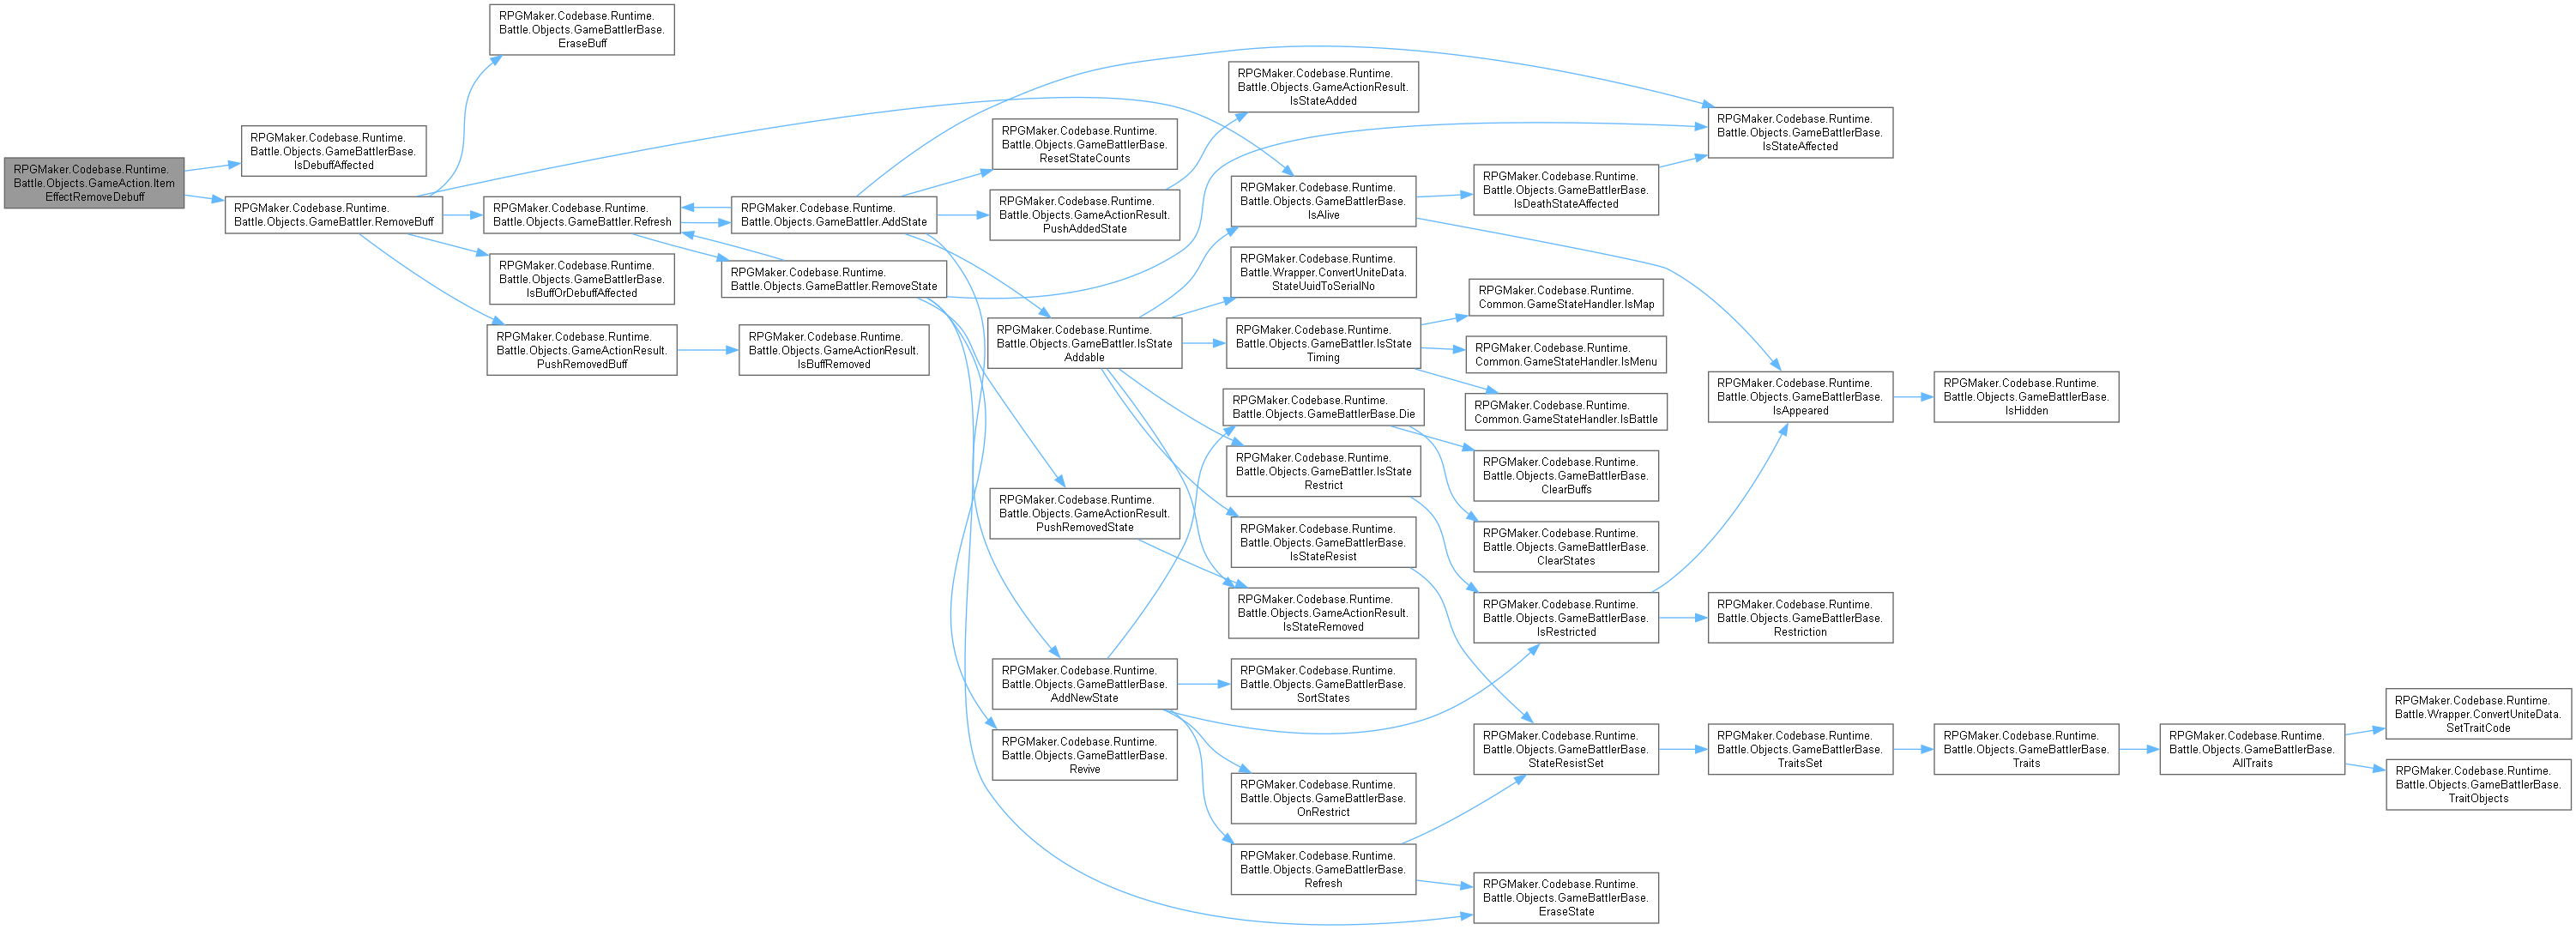 RPGMaker.Codebase.Runtime.
Battle.Objects.GameAction.Item
EffectRemoveDebuff
RPGMaker.Codebase.Runtime.
Battle.Objects.GameBattlerBase.
IsDebuffAffected
RPGMaker.Codebase.Runtime.
Battle.Objects.GameBattler.RemoveBuff
RPGMaker.Codebase.Runtime.
Battle.Objects.GameBattlerBase.
EraseBuff
RPGMaker.Codebase.Runtime.
Battle.Objects.GameBattler.Refresh
RPGMaker.Codebase.Runtime.
Battle.Objects.GameBattlerBase.
IsBuffOrDebuffAffected
RPGMaker.Codebase.Runtime.
Battle.Objects.GameActionResult.
PushRemovedBuff
RPGMaker.Codebase.Runtime.
Battle.Objects.GameBattler.AddState
RPGMaker.Codebase.Runtime.
Battle.Objects.GameBattler.RemoveState
RPGMaker.Codebase.Runtime.
Battle.Objects.GameActionResult.
IsBuffRemoved
RPGMaker.Codebase.Runtime.
Battle.Objects.GameBattlerBase.
ResetStateCounts
RPGMaker.Codebase.Runtime.
Battle.Objects.GameActionResult.
PushAddedState
RPGMaker.Codebase.Runtime.
Battle.Objects.GameBattler.IsState
Addable
RPGMaker.Codebase.Runtime.
Battle.Objects.GameActionResult.
PushRemovedState
RPGMaker.Codebase.Runtime.
Battle.Objects.GameBattlerBase.
AddNewState
RPGMaker.Codebase.Runtime.
Battle.Objects.GameBattlerBase.
Revive
RPGMaker.Codebase.Runtime.
Battle.Objects.GameActionResult.
IsStateAdded
RPGMaker.Codebase.Runtime.
Battle.Objects.GameBattlerBase.
IsAlive
RPGMaker.Codebase.Runtime.
Battle.Wrapper.ConvertUniteData.
StateUuidToSerialNo
RPGMaker.Codebase.Runtime.
Battle.Objects.GameBattler.IsState
Timing
RPGMaker.Codebase.Runtime.
Battle.Objects.GameBattlerBase.Die
RPGMaker.Codebase.Runtime.
Battle.Objects.GameBattler.IsState
Restrict
RPGMaker.Codebase.Runtime.
Battle.Objects.GameBattlerBase.
IsStateResist
RPGMaker.Codebase.Runtime.
Battle.Objects.GameActionResult.
IsStateRemoved
RPGMaker.Codebase.Runtime.
Battle.Objects.GameBattlerBase.
SortStates
RPGMaker.Codebase.Runtime.
Battle.Objects.GameBattlerBase.
OnRestrict
RPGMaker.Codebase.Runtime.
Battle.Objects.GameBattlerBase.
Refresh
RPGMaker.Codebase.Runtime.
Battle.Objects.GameBattlerBase.
IsDeathStateAffected
RPGMaker.Codebase.Runtime.
Common.GameStateHandler.IsMap
RPGMaker.Codebase.Runtime.
Common.GameStateHandler.IsMenu
RPGMaker.Codebase.Runtime.
Common.GameStateHandler.IsBattle
RPGMaker.Codebase.Runtime.
Battle.Objects.GameBattlerBase.
ClearBuffs
RPGMaker.Codebase.Runtime.
Battle.Objects.GameBattlerBase.
ClearStates
RPGMaker.Codebase.Runtime.
Battle.Objects.GameBattlerBase.
IsRestricted
RPGMaker.Codebase.Runtime.
Battle.Objects.GameBattlerBase.
StateResistSet
RPGMaker.Codebase.Runtime.
Battle.Objects.GameBattlerBase.
EraseState
RPGMaker.Codebase.Runtime.
Battle.Objects.GameBattlerBase.
IsStateAffected
RPGMaker.Codebase.Runtime.
Battle.Objects.GameBattlerBase.
IsAppeared
RPGMaker.Codebase.Runtime.
Battle.Objects.GameBattlerBase.
Restriction
RPGMaker.Codebase.Runtime.
Battle.Objects.GameBattlerBase.
TraitsSet
RPGMaker.Codebase.Runtime.
Battle.Objects.GameBattlerBase.
IsHidden
RPGMaker.Codebase.Runtime.
Battle.Objects.GameBattlerBase.
Traits
RPGMaker.Codebase.Runtime.
Battle.Objects.GameBattlerBase.
AllTraits
RPGMaker.Codebase.Runtime.
Battle.Wrapper.ConvertUniteData.
SetTraitCode
RPGMaker.Codebase.Runtime.
Battle.Objects.GameBattlerBase.
TraitObjects